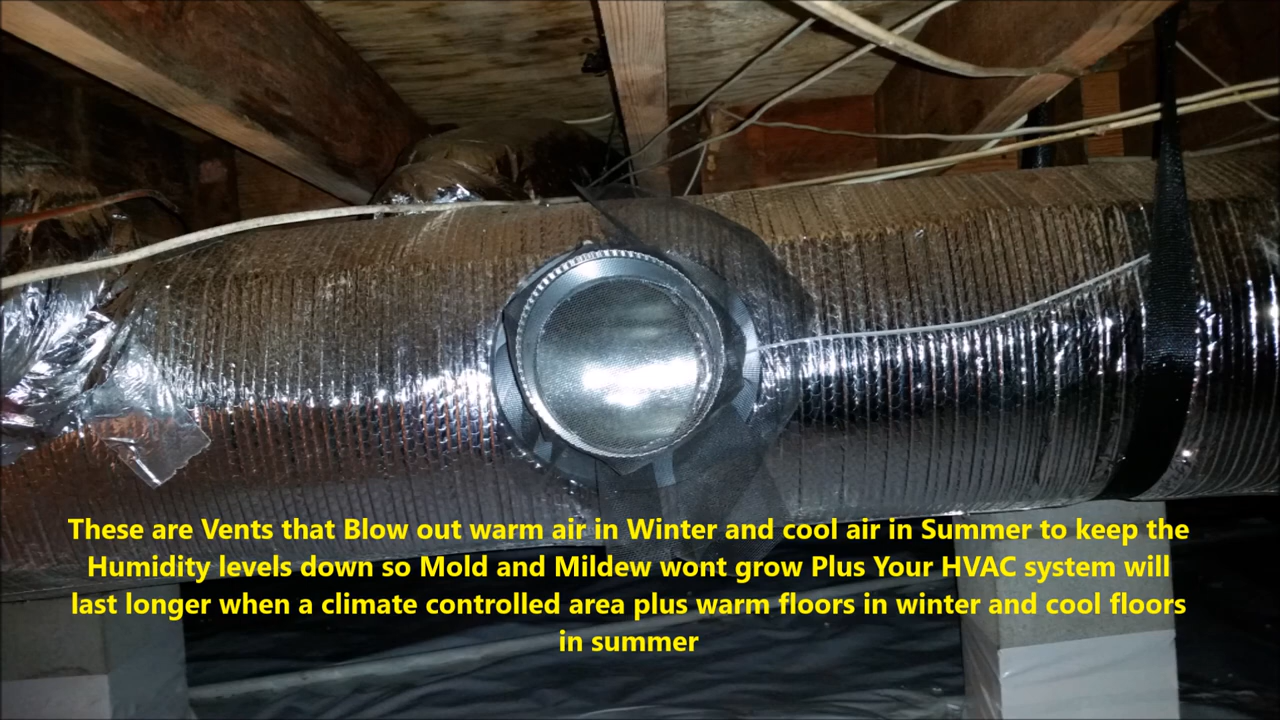 These are Vents that Blow out warm air in Winter and cool air in Summer to keep the
Humidity levels down so Mold and Mildew wont grow Plus Your HVAC system will
last longer when a climate controlled area plus warm floors in winter and cool floors
in summer